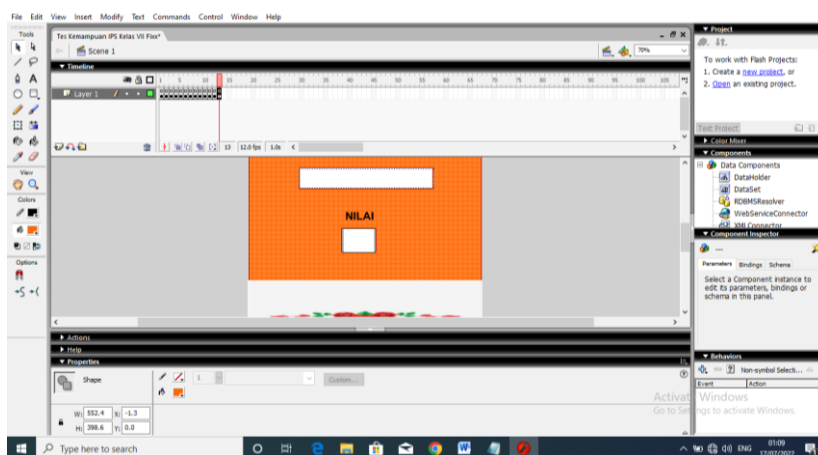 File Edit View Insert Modify Text Commands Control Window Help
Tools
View
Colors
Options
Tes Kemampuan IPS Kelas VII Fixx*
Scene 1
70%
Timeline
1 5 10 15 20 25 30 35 40 45 50 55 60 65 70 75 80 85 90 95 100 105
Layer 1
13 12.0 fps 1.0s
NILAI
Actions
Help
Properties
Shape
1
Custom...
W: 552.4 X: -1.3
H: 398.6 Y: 0.0
Project
To work with Flash Projects:
1. Create a new project, or
2. Open an existing project.
Test Project
Color Mixer
Components
Data Components
DataHolder
DataSet
RDBMSResolver
WebServiceConnector
XMLConnector
Component Inspector
Parameters Bindings Schema
Select a Component instance to
edit its parameters, bindings or
schema in this panel.
Behaviors
Non-symbol Selecti...
Event Action
Activate Windows
Go to Settings to activate Windows.
Type here to search
ENG
01:09
17/07/2022